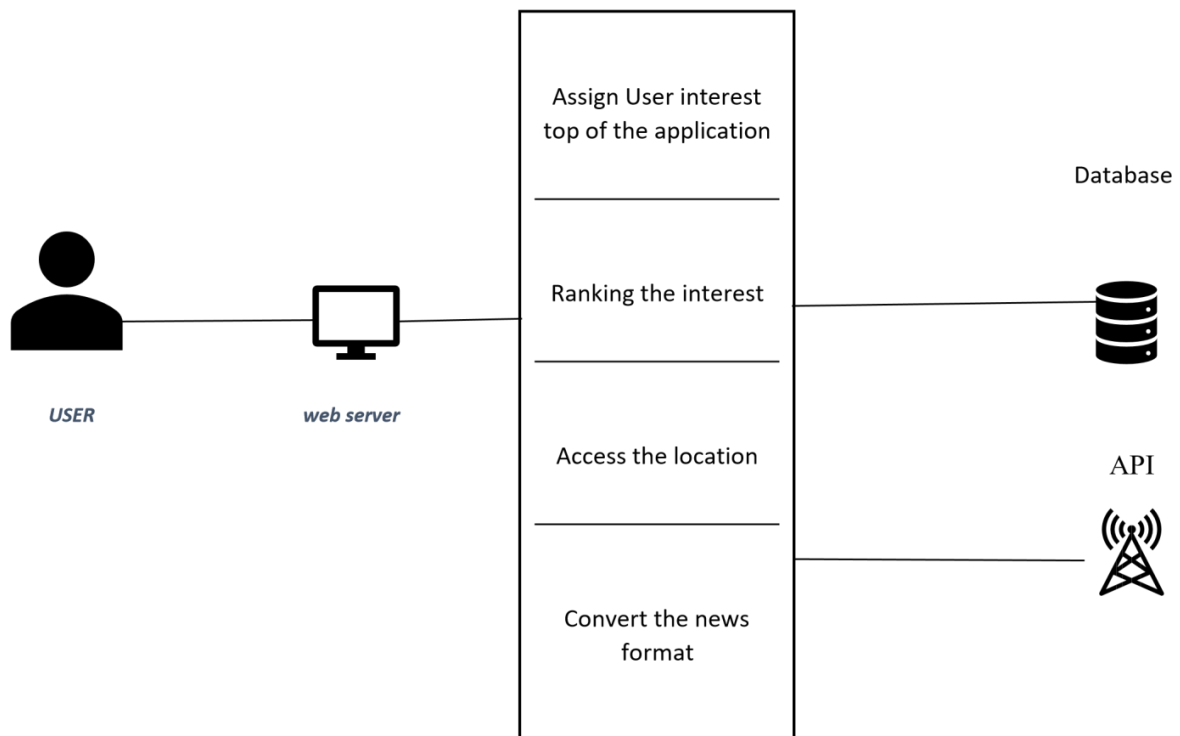 Assign User interest
top of the application
Database
Ranking the interest
USER
web server
Access the location
API
Convert the news
format